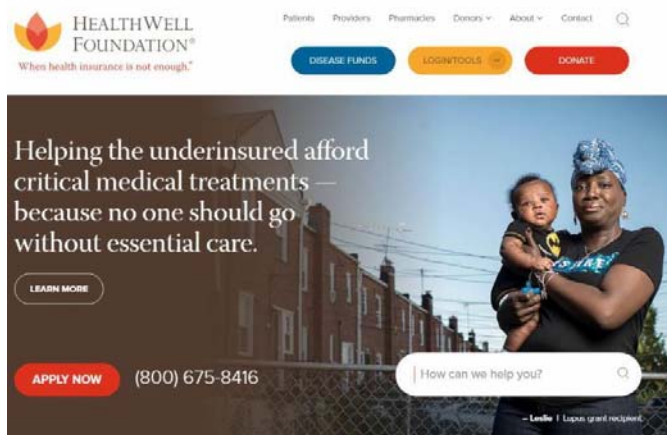 HEALTHWELL
FOUNDATION®
When health insurance is not enough.®
Patients Providers Pharmacies Donors About Contact
DISEASE FUNDS LOGIN/TOOLS DONATE
Helping the underinsured afford
critical medical treatments —
because no one should go
without essential care.
LEARN MORE
APPLY NOW (800) 675-8416
How can we help you?
– Leslie | Lupus grant recipient